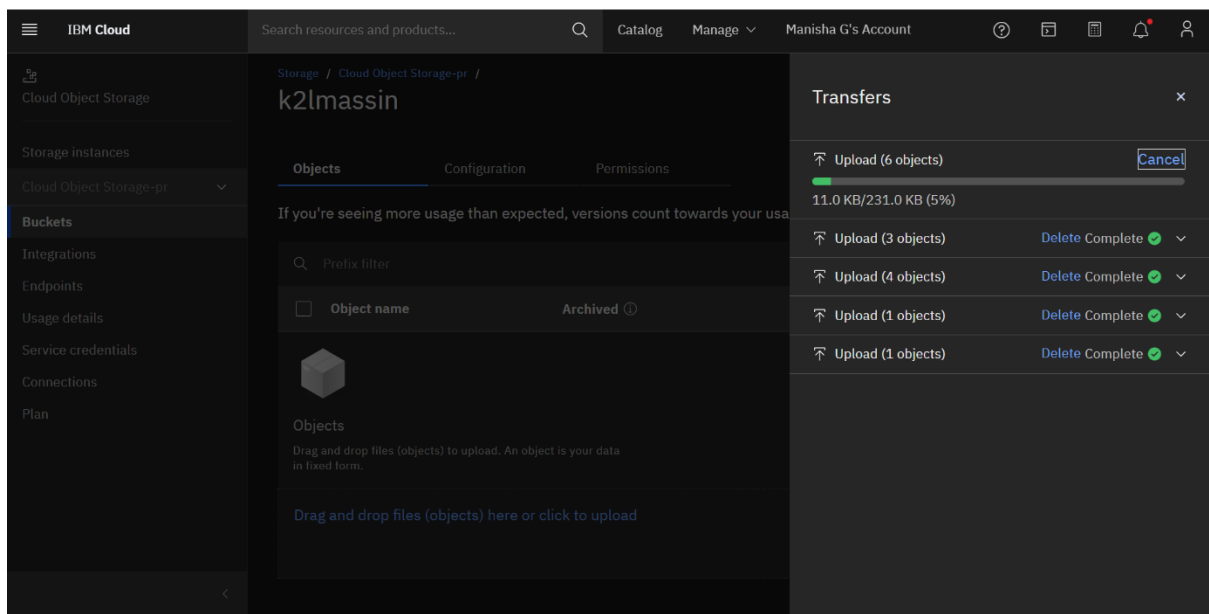 IBM Cloud
Search resources and products...
Catalog
Manage
Manisha G's Account
Cloud Object Storage
Storage instances
Cloud Object Storage-pr
Buckets
Integrations
Endpoints
Usage details
Service credentials
Connections
Plan
Storage / Cloud Object Storage-pr /
k2lmassin
Objects Configuration Permissions
If you're seeing more usage than expected, versions count towards your usa
Prefix filter
Object name Archived
Objects
Drag and drop files (objects) to upload. An object is your data
in fixed form.
Drag and drop files (objects) here or click to upload
Transfers
Upload (6 objects) Cancel
11.0 KB/231.0 KB (5%)
Upload (3 objects) Delete Complete
Upload (4 objects) Delete Complete
Upload (1 objects) Delete Complete
Upload (1 objects) Delete Complete